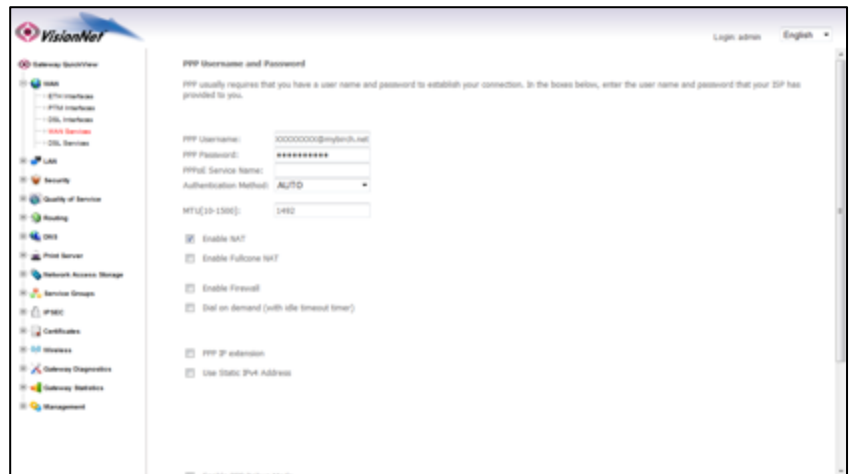 VisionNet
Login: admin
English
Gateway QuickView
WAN
ETH Interfaces
PTM Interfaces
DSL Interfaces
WAN Services
DSL Services
LAN
Security
Quality of Service
Routing
DNS
Print Server
Network Access Storage
Service Groups
IPSEC
Certificates
Wireless
Gateway Diagnostics
Gateway Statistics
Management
PPP Username and Password
PPP usually requires that you have a user name and password to establish your connection. In the boxes below, enter the user name and password that your ISP has
provided to you.
PPP Username: XXXXXXXX@mybirch.net
PPP Password: **********
PPPoE Service Name:
Authentication Method: AUTO
MTU[10-1500]: 1492
Enable NAT
Enable Fullcone NAT
Enable Firewall
Dial on demand (with idle timeout timer)
PPP IP extension
Use Static IPv4 Address